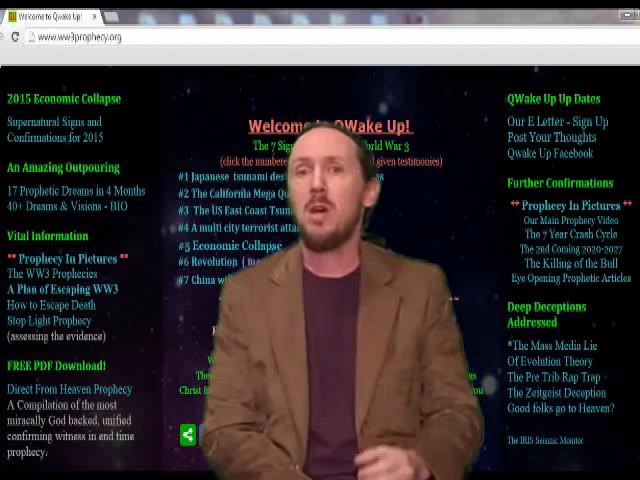 Welcome to Qwake Up!
www.ww3prophecy.org
2015 Economic Collapse
Supernatural Signs and
Confirmations for 2015
An Amazing Outpouring
17 Prophetic Dreams in 4 Months
40+ Dreams & Visions - BIO
Vital Information
** Prophecy In Pictures **
The WW3 Prophecies
A Plan of Escaping WW3
How to Escape Death
Stop Light Prophecy
(assessing the evidence)
FREE PDF Download!
Direct From Heaven Prophecy
A Compilation of the most
miracally God backed, unified
confirming witness in end time
prophecy.
Welcome to QWake Up!
The 7 Sig World War 3
(click the numbere d given testimonies)
#1 Japanese tsunami des es
#2 The California Mega Qu
#3 The US East Coast Tsun
#4 A multi city terrorist atta
#5 Economic Collapse
#6 Revolution ( m
#7 China wil
W
The
Christ f you
QWake Up Up Dates
Our E Letter - Sign Up
Post Your Thoughts
Qwake Up Facebook
Further Confirmations
** Prophecy In Pictures **
Our Main Prophecy Video
The 7 Year Crash Cycle
The 2nd Coming 2020-2027
The Killing of the Bull
Eye Opening Prophetic Articles
Deep Deceptions
Addressed
*The Mass Media Lie
Of Evolution Theory
The Pre Trib Rap Trap
The Zeitgeist Deception
Good folks go to Heaven?
The IRIS Seismic Monitor